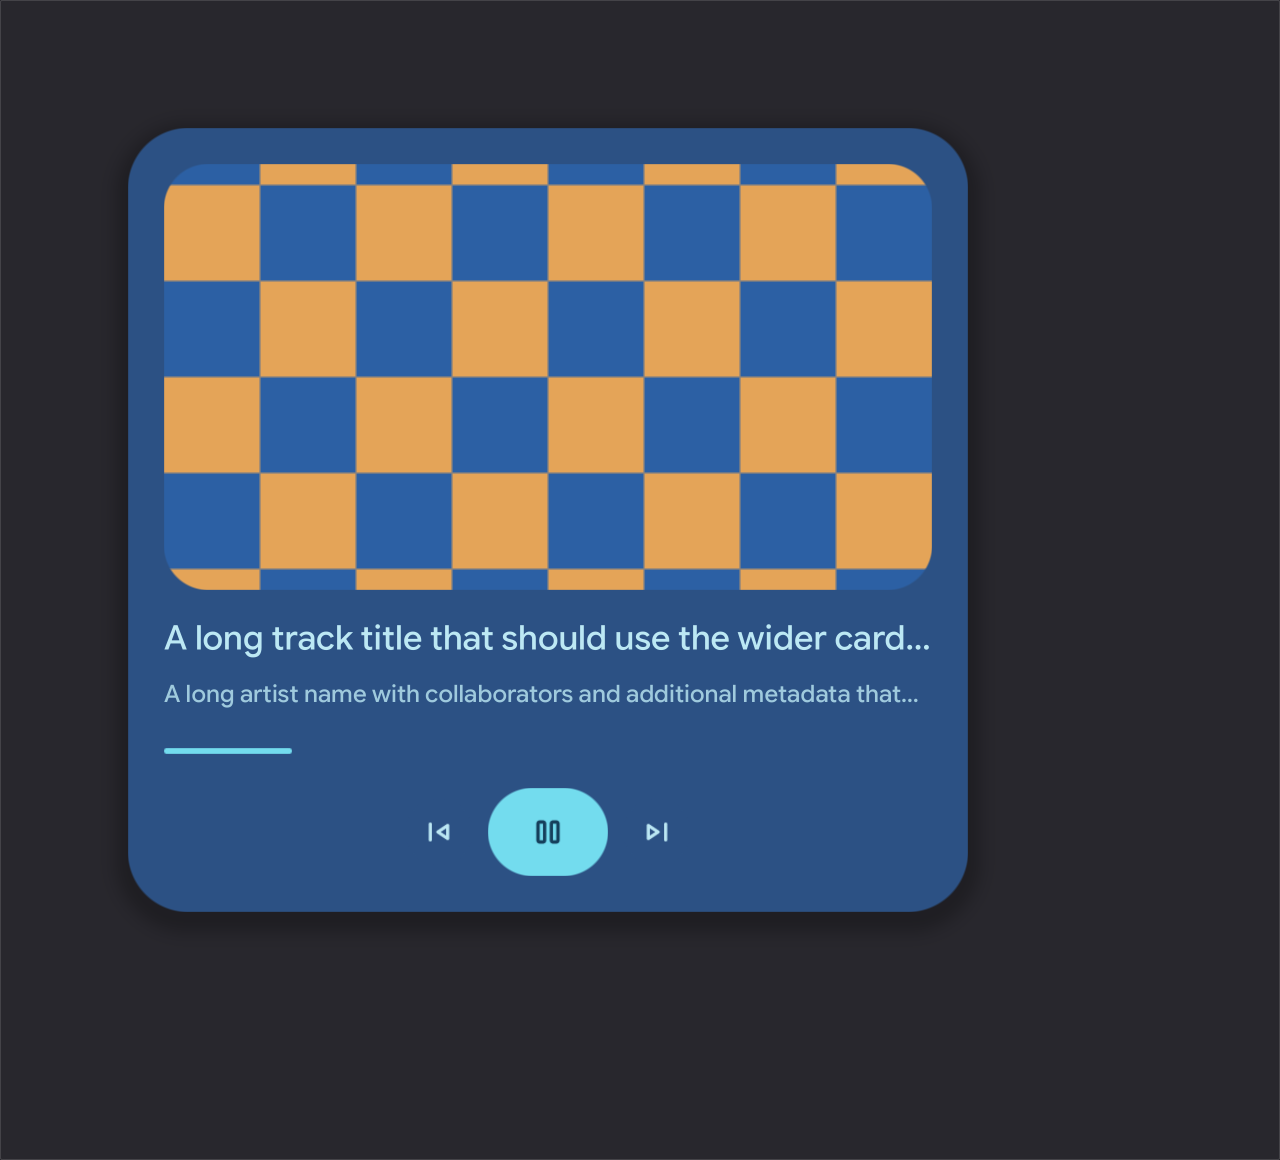 A long track title that should use the wider card...
A long artist name with collaborators and additional metadata that...